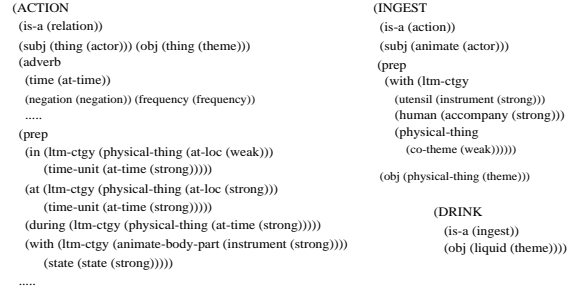 (ACTION
(is-a (relation))
(subj (thing (actor))) (obj (thing (theme)))
(adverb
(time (at-time))
(negation (negation)) (frequency (frequency))
.....
(prep
(in (ltm-ctgy (physical-thing (at-loc (weak)))
(time-unit (at-time (strong)))))
(at (ltm-ctgy (physical-thing (at-loc (strong)))
(time-unit (at-time (strong)))))
(during (ltm-ctgy (physical-thing (at-time (strong)))))
(with (ltm-ctgy (animate-body-part (instrument (strong))))
(state (state (strong)))))
.....
(INGEST
(is-a (action))
(subj (animate (actor)))
(prep
(with (ltm-ctgy
(utensil (instrument (strong)))
(human (accompany (strong)))
(physical-thing
(co-theme (weak))))))
(obj (physical-thing (theme)))
(DRINK
(is-a (ingest))
(obj (liquid (theme))))